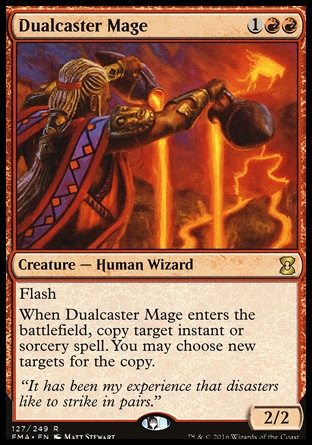 Dualcaster Mage 1
Creature — Human Wizard
Flash
When Dualcaster Mage enters the
battlefield, copy target instant or
sorcery spell. You may choose new
targets for the copy.
“It has been my experience that disasters
like to strike in pairs.”
2/2
127/249 R
EMA • EN Matt Stewart ™ & © 2016 Wizards of the Coast